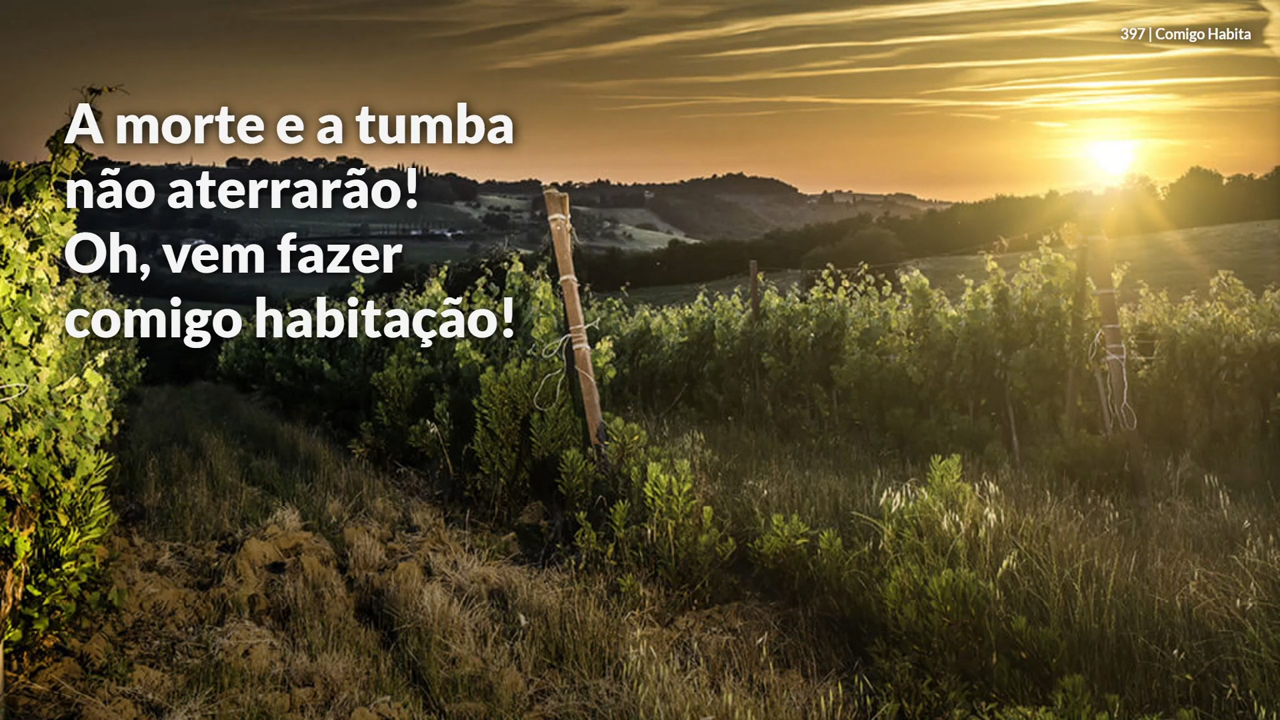 397 | Comigo Habita
A morte e a tumba
não aterrarão!
Oh, vem fazer
comigo habitação!